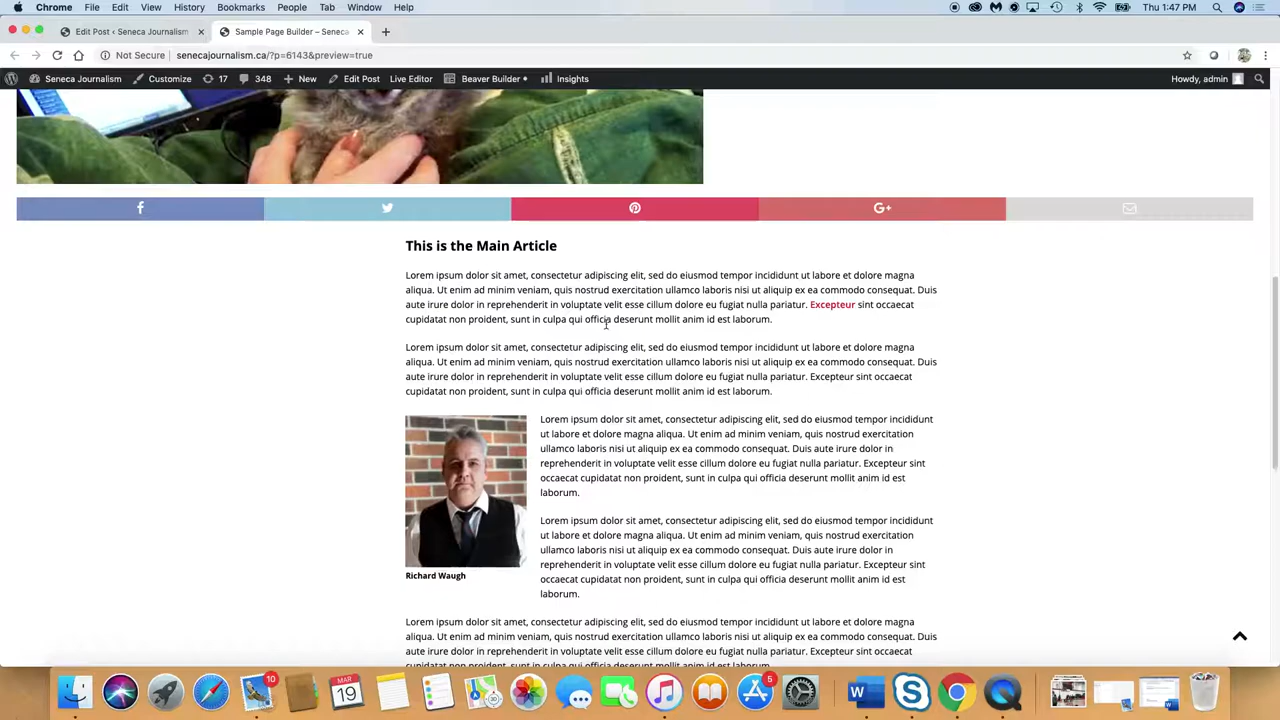 Chrome File Edit View History Bookmarks People Tab Window Help Thu 1:47 PM
Edit Post ‹ Seneca Journalism Sample Page Builder – Seneca
Not Secure senecajournalism.ca/?p=6143&preview=true
Seneca Journalism Customize 17 348 New Edit Post Live Editor Beaver Builder Insights Howdy, admin
This is the Main Article
Lorem ipsum dolor sit amet, consectetur adipiscing elit, sed do eiusmod tempor incididunt ut labore et dolore magna
aliqua. Ut enim ad minim veniam, quis nostrud exercitation ullamco laboris nisi ut aliquip ex ea commodo consequat. Duis
aute irure dolor in reprehenderit in voluptate velit esse cillum dolore eu fugiat nulla pariatur. Excepteur sint occaecat
cupidatat non proident, sunt in culpa qui officia deserunt mollit anim id est laborum.
Lorem ipsum dolor sit amet, consectetur adipiscing elit, sed do eiusmod tempor incididunt ut labore et dolore magna
aliqua. Ut enim ad minim veniam, quis nostrud exercitation ullamco laboris nisi ut aliquip ex ea commodo consequat. Duis
aute irure dolor in reprehenderit in voluptate velit esse cillum dolore eu fugiat nulla pariatur. Excepteur sint occaecat
cupidatat non proident, sunt in culpa qui officia deserunt mollit anim id est laborum.
Lorem ipsum dolor sit amet, consectetur adipiscing elit, sed do eiusmod tempor incididunt
ut labore et dolore magna aliqua. Ut enim ad minim veniam, quis nostrud exercitation
ullamco laboris nisi ut aliquip ex ea commodo consequat. Duis aute irure dolor in
reprehenderit in voluptate velit esse cillum dolore eu fugiat nulla pariatur. Excepteur sint
occaecat cupidatat non proident, sunt in culpa qui officia deserunt mollit anim id est
laborum.
Lorem ipsum dolor sit amet, consectetur adipiscing elit, sed do eiusmod tempor incididunt
ut labore et dolore magna aliqua. Ut enim ad minim veniam, quis nostrud exercitation
ullamco laboris nisi ut aliquip ex ea commodo consequat. Duis aute irure dolor in
reprehenderit in voluptate velit esse cillum dolore eu fugiat nulla pariatur. Excepteur sint
occaecat cupidatat non proident, sunt in culpa qui officia deserunt mollit anim id est
laborum.
Richard Waugh
Lorem ipsum dolor sit amet, consectetur adipiscing elit, sed do eiusmod tempor incididunt ut labore et dolore magna
aliqua. Ut enim ad minim veniam, quis nostrud exercitation ullamco laboris nisi ut aliquip ex ea commodo consequat. Duis
aute irure dolor in reprehenderit in voluptate velit esse cillum dolore eu fugiat nulla pariatur. Excepteur sint occaecat
cupidatat non proident, sunt in culpa qui officia deserunt mollit anim id est laborum.
10 MAR 19 5